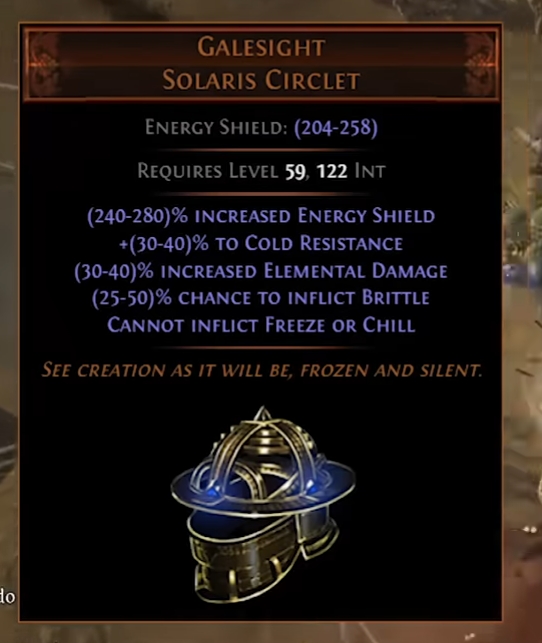 Galesight
Solaris Circlet
Energy Shield: (204-258)
Requires Level 59, 122 Int
(240-280)% increased Energy Shield
+(30-40)% to Cold Resistance
(30-40)% increased Elemental Damage
(25-50)% chance to inflict Brittle
Cannot inflict Freeze or Chill
See creation as it will be, frozen and silent.
do